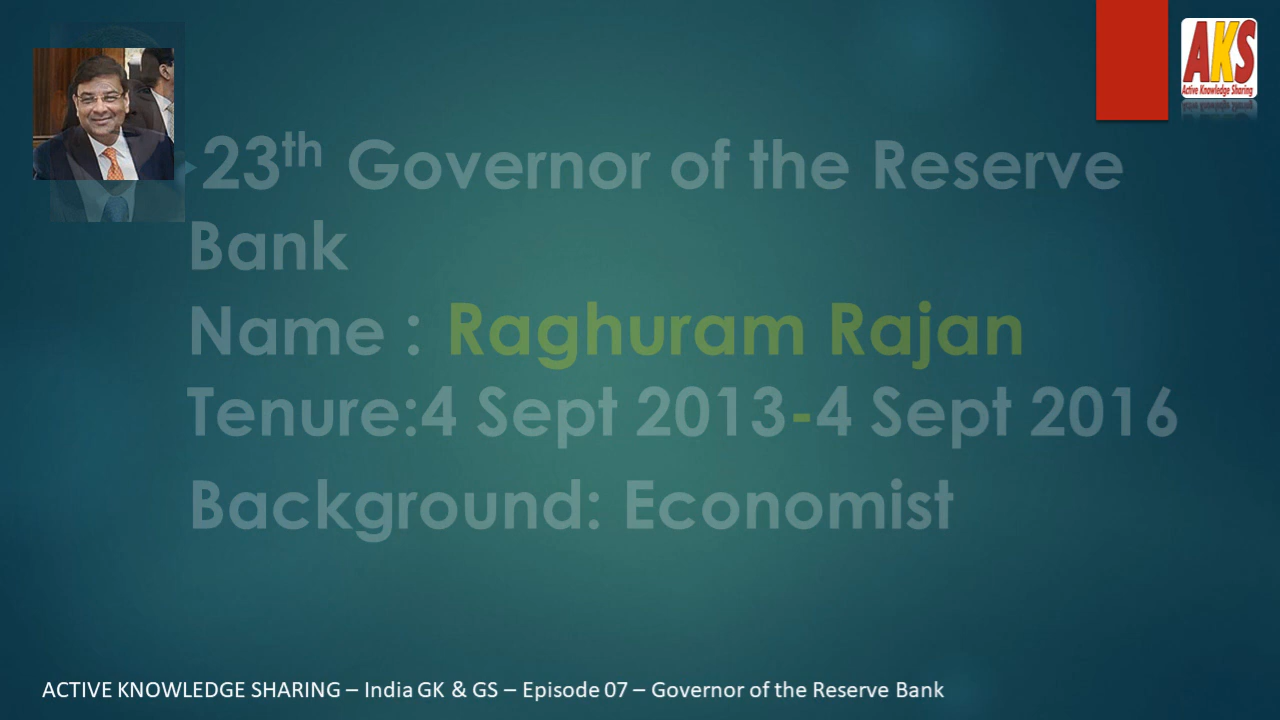 AKS
Active Knowledge Sharing
23th Governor of the Reserve
Bank
Name : Raghuram Rajan
Tenure:4 Sept 2013-4 Sept 2016
Background: Economist
ACTIVE KNOWLEDGE SHARING – India GK & GS – Episode 07 – Governor of the Reserve Bank